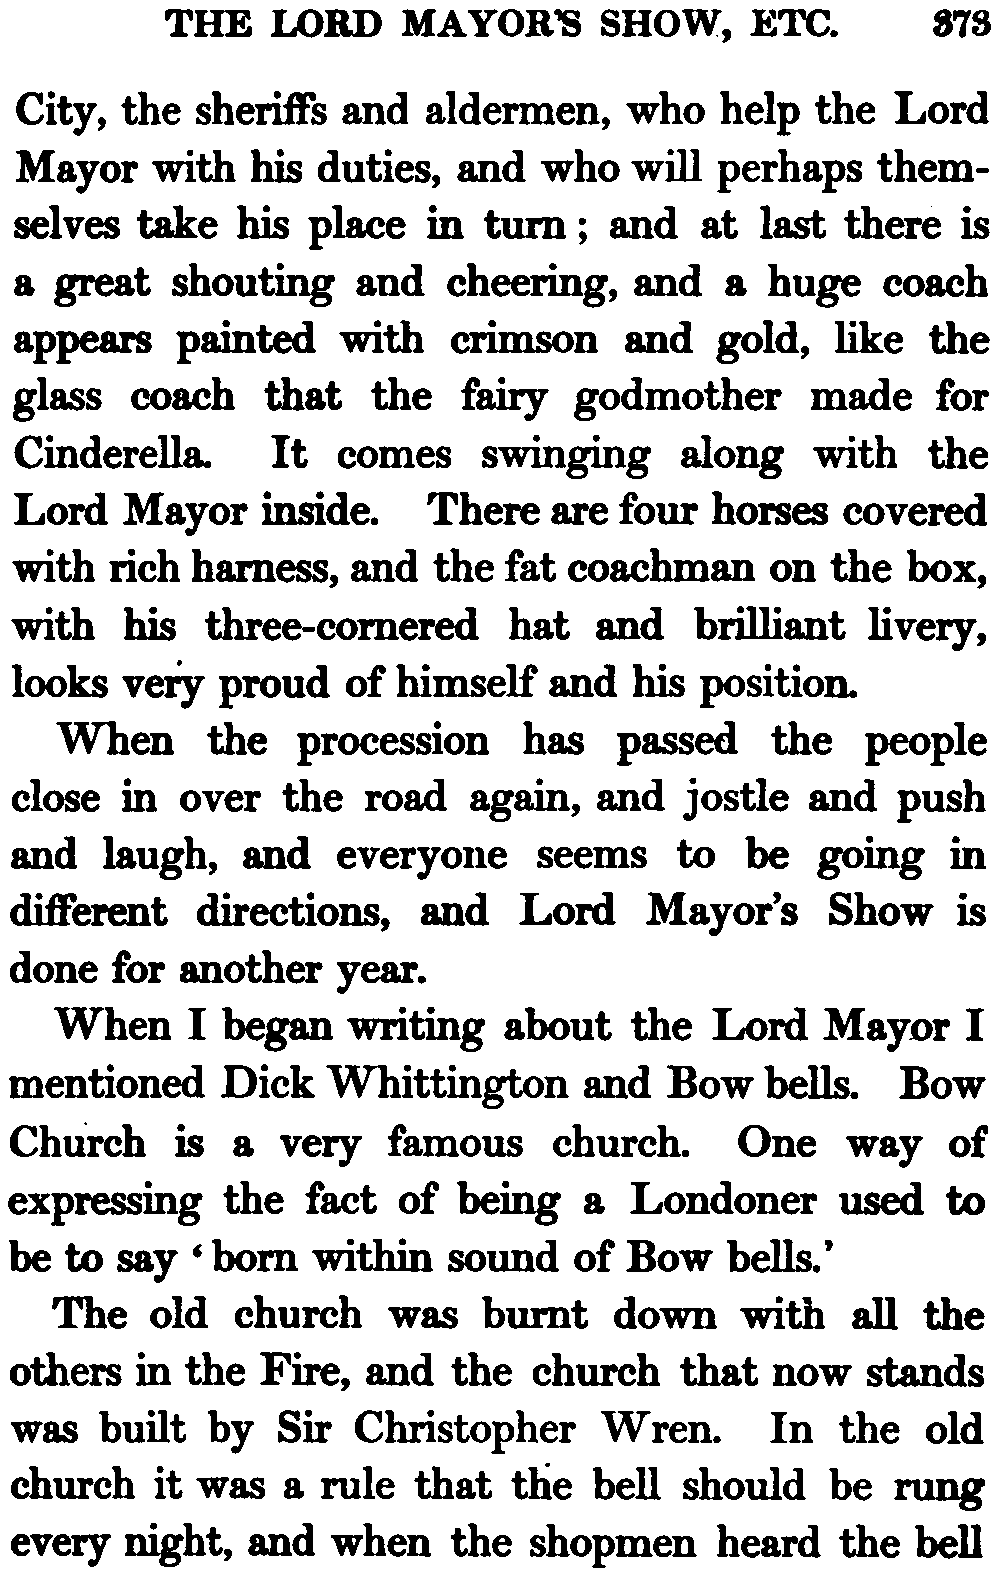 THE LORD MAYOR'S SHOW, ETC. 373
City, the sheriffs and aldermen, who help the Lord
Mayor with his duties, and who will perhaps them-
selves take his place in turn; and at last there is
a great shouting and cheering, and a huge coach
appears painted with crimson and gold, like the
glass coach that the fairy godmother made for
Cinderella. It comes swinging along with the
Lord Mayor inside. There are four horses covered
with rich harness, and the fat coachman on the box,
with his three-cornered hat and brilliant livery,
looks very proud of himself and his position.
When the procession has passed the people
close in over the road again, and jostle and push
and laugh, and everyone seems to be going in
different directions, and Lord Mayor's Show is
done for another year.
When I began writing about the Lord Mayor I
mentioned Dick Whittington and Bow bells. Bow
Church is a very famous church. One way of
expressing the fact of being a Londoner used to
be to say 'born within sound of Bow bells.'
The old church was burnt down with all the
others in the Fire, and the church that now stands
was built by Sir Christopher Wren. In the old
church it was a rule that the bell should be rung
every night, and when the shopmen heard the bell